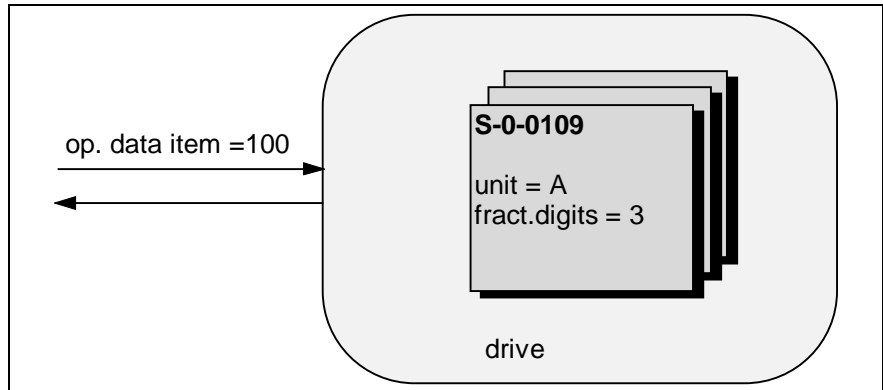 op. data item =100
S-0-0109
unit = A
fract.digits = 3
drive